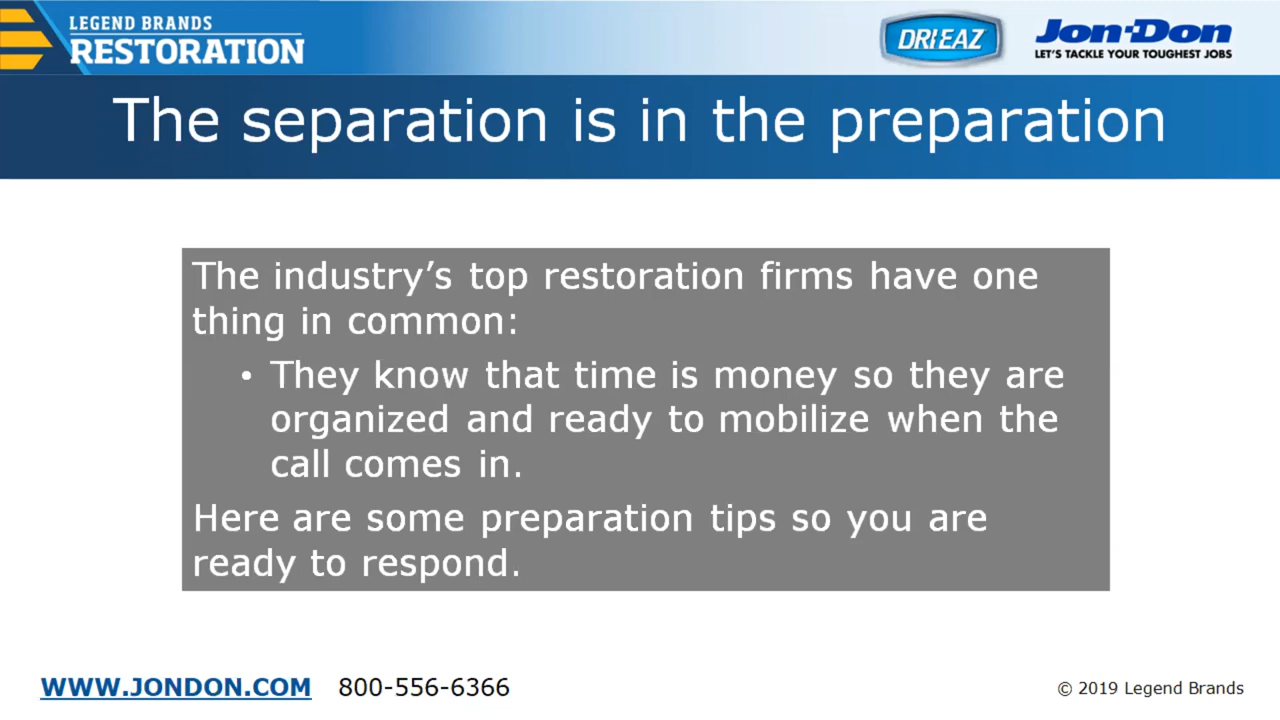 LEGEND BRANDS
RESTORATION
DRIEAZ
Jon-Don
LET'S TACKLE YOUR TOUGHEST JOBS
The separation is in the preparation
The industry’s top restoration firms have one
thing in common:
• They know that time is money so they are
organized and ready to mobilize when the
call comes in.
Here are some preparation tips so you are
ready to respond.
WWW.JONDON.COM 800-556-6366
© 2019 Legend Brands